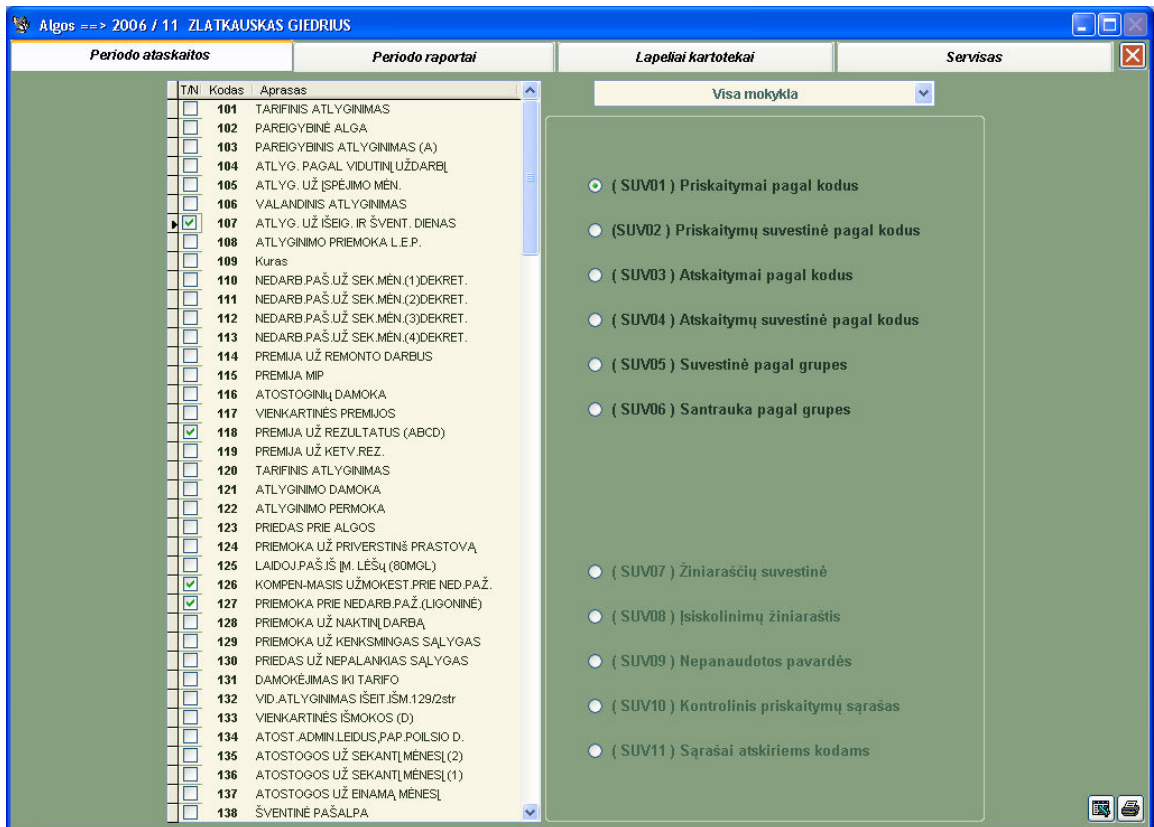 Algos ==> 2006 / 11 ZLATKAUSKAS GIEDRIUS
Periodo ataskaitos
Periodo raportai
Lapeliai kartotekai
Servisas
T/N Kodas Aprasas
101 TARIFINIS ATLYGINIMAS
102 PAREIGYBINĖ ALGA
103 PAREIGYBINIS ATLYGINIMAS (A)
104 ATLYG. PAGAL VIDUTINĮ UŽDARBĮ
105 ATLYG. UŽ ĮSPĖJIMO MĖN.
106 VALANDINIS ATLYGINIMAS
107 ATLYG. UŽ IŠEIG. IR ŠVENT. DIENAS
108 ATLYGINIMO PRIEMOKA L.E.P.
109 Kuras
110 NEDARB.PAŠ.UŽ SEK.MĖN.(1)DEKRET.
111 NEDARB.PAŠ.UŽ SEK.MĖN.(2)DEKRET.
112 NEDARB.PAŠ.UŽ SEK.MĖN.(3)DEKRET.
113 NEDARB.PAŠ.UŽ SEK.MĖN.(4)DEKRET.
114 PREMIJA UŽ REMONTO DARBUS
115 PREMIJA MIP
116 ATOSTOGINIų DAMOKA
117 VIENKARTINĖS PREMIJOS
118 PREMIJA UŽ REZULTATUS (ABCD)
119 PREMIJA UŽ KETV.REZ.
120 TARIFINIS ATLYGINIMAS
121 ATLYGINIMO DAMOKA
122 ATLYGINIMO PERMOKA
123 PRIEDAS PRIE ALGOS
124 PRIEMOKA UŽ PRIVERSTINš PRASTOVĄ
125 LAIDOJ.PAŠ.IŠ ĮM. LĖŠų (80MGL)
126 KOMPEN-MASIS UŽMOKEST.PRIE NED.PAŽ.
127 PRIEMOKA PRIE NEDARB.PAŽ.(LIGONINĖ)
128 PRIEMOKA UŽ NAKTINĮ DARBĄ
129 PRIEMOKA UŽ KENKSMINGAS SĄLYGAS
130 PRIEDAS UŽ NEPALANKIAS SĄLYGAS
131 DAMOKĖJIMAS IKI TARIFO
132 VID.ATLYGINIMAS IŠEIT.IŠM.129/2str
133 VIENKARTINĖS IŠMOKOS (D)
134 ATOST.ADMIN.LEIDUS,PAP.POILSIO D.
135 ATOSTOGOS UŽ SEKANTĮ MĖNESĮ (2)
136 ATOSTOGOS UŽ SEKANTĮ MĖNESĮ (1)
137 ATOSTOGOS UŽ EINAMĄ MĖNESĮ
138 ŠVENTINĖ PAŠALPA
Visa mokykla
( SUV01 ) Priskaitymai pagal kodus
(SUV02 ) Priskaitymų suvestinė pagal kodus
( SUV03 ) Atskaitymai pagal kodus
( SUV04 ) Atskaitymų suvestinė pagal kodus
( SUV05 ) Suvestinė pagal grupes
( SUV06 ) Santrauka pagal grupes
( SUV07 ) Žiniaraščių suvestinė
( SUV08 ) Įsiskolinimų žiniaraštis
( SUV09 ) Nepanaudotos pavardės
( SUV10 ) Kontrolinis priskaitymų sąrašas
( SUV11 ) Sąrašai atskiriems kodams